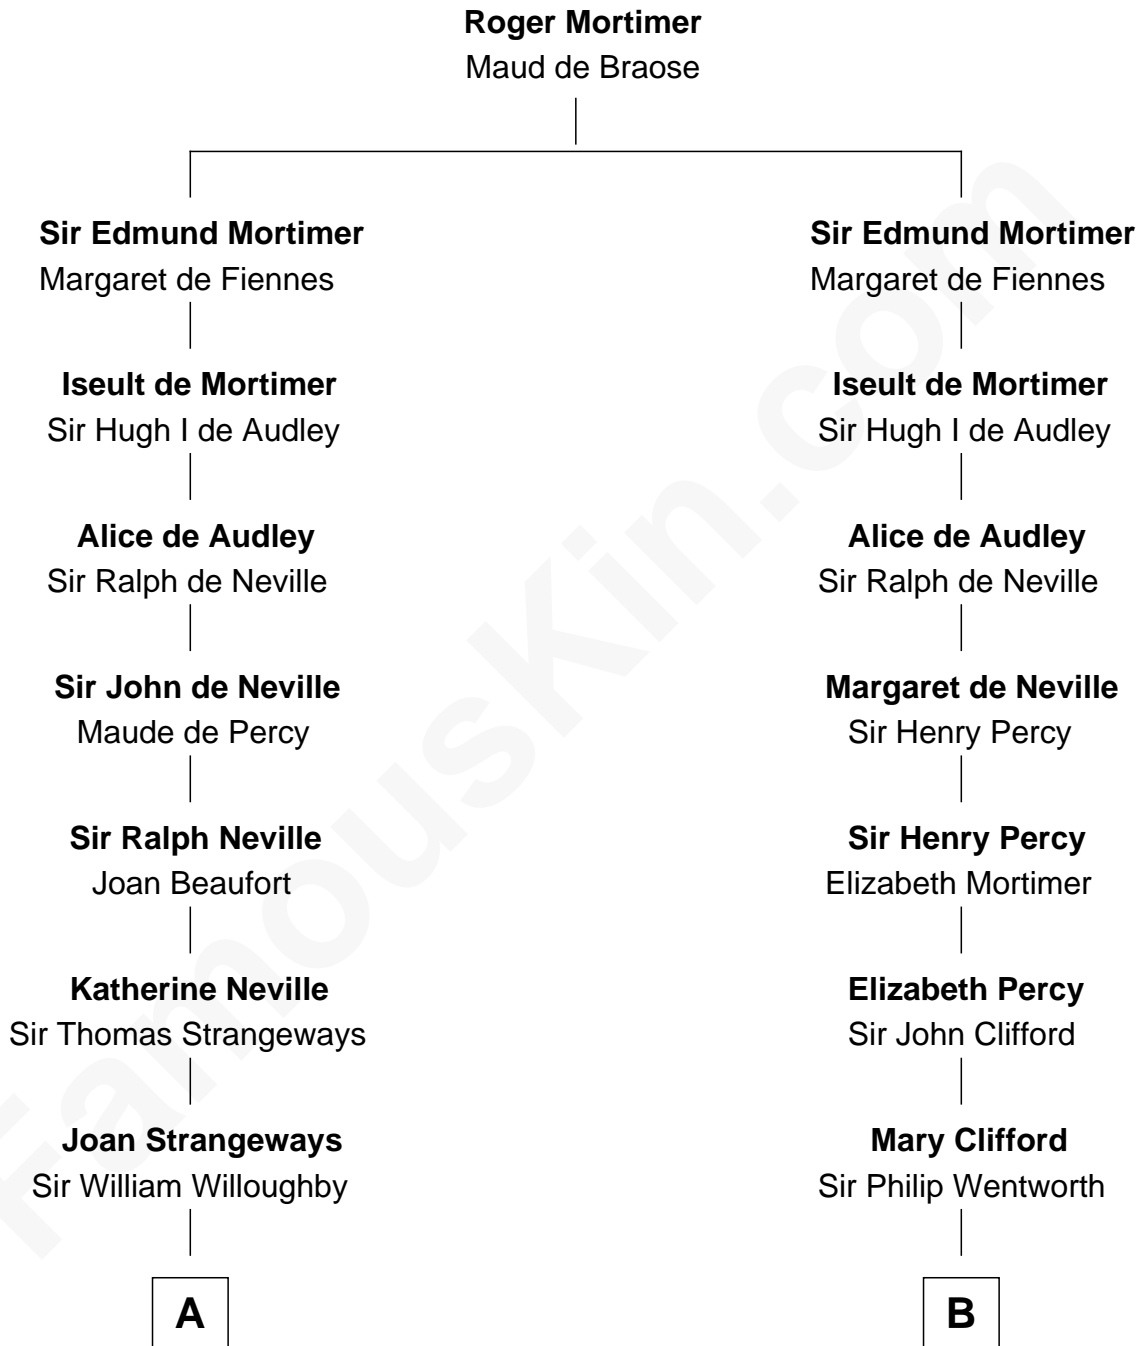 Roger Mortimer
Maud de Braose
Sir Edmund Mortimer
Margaret de Fiennes
Iseult de Mortimer
Sir Hugh I de Audley
Alice de Audley
Sir Ralph de Neville
Sir John de Neville
Maude de Percy
Sir Ralph Neville
Joan Beaufort
Katherine Neville
Sir Thomas Strangeways
Joan Strangeways
Sir William Willoughby
A
Sir Edmund Mortimer
Margaret de Fiennes
Iseult de Mortimer
Sir Hugh I de Audley
Alice de Audley
Sir Ralph de Neville
Margaret de Neville
Sir Henry Percy
Sir Henry Percy
Elizabeth Mortimer
Elizabeth Percy
Sir John Clifford
Mary Clifford
Sir Philip Wentworth
B
FamousKin.com